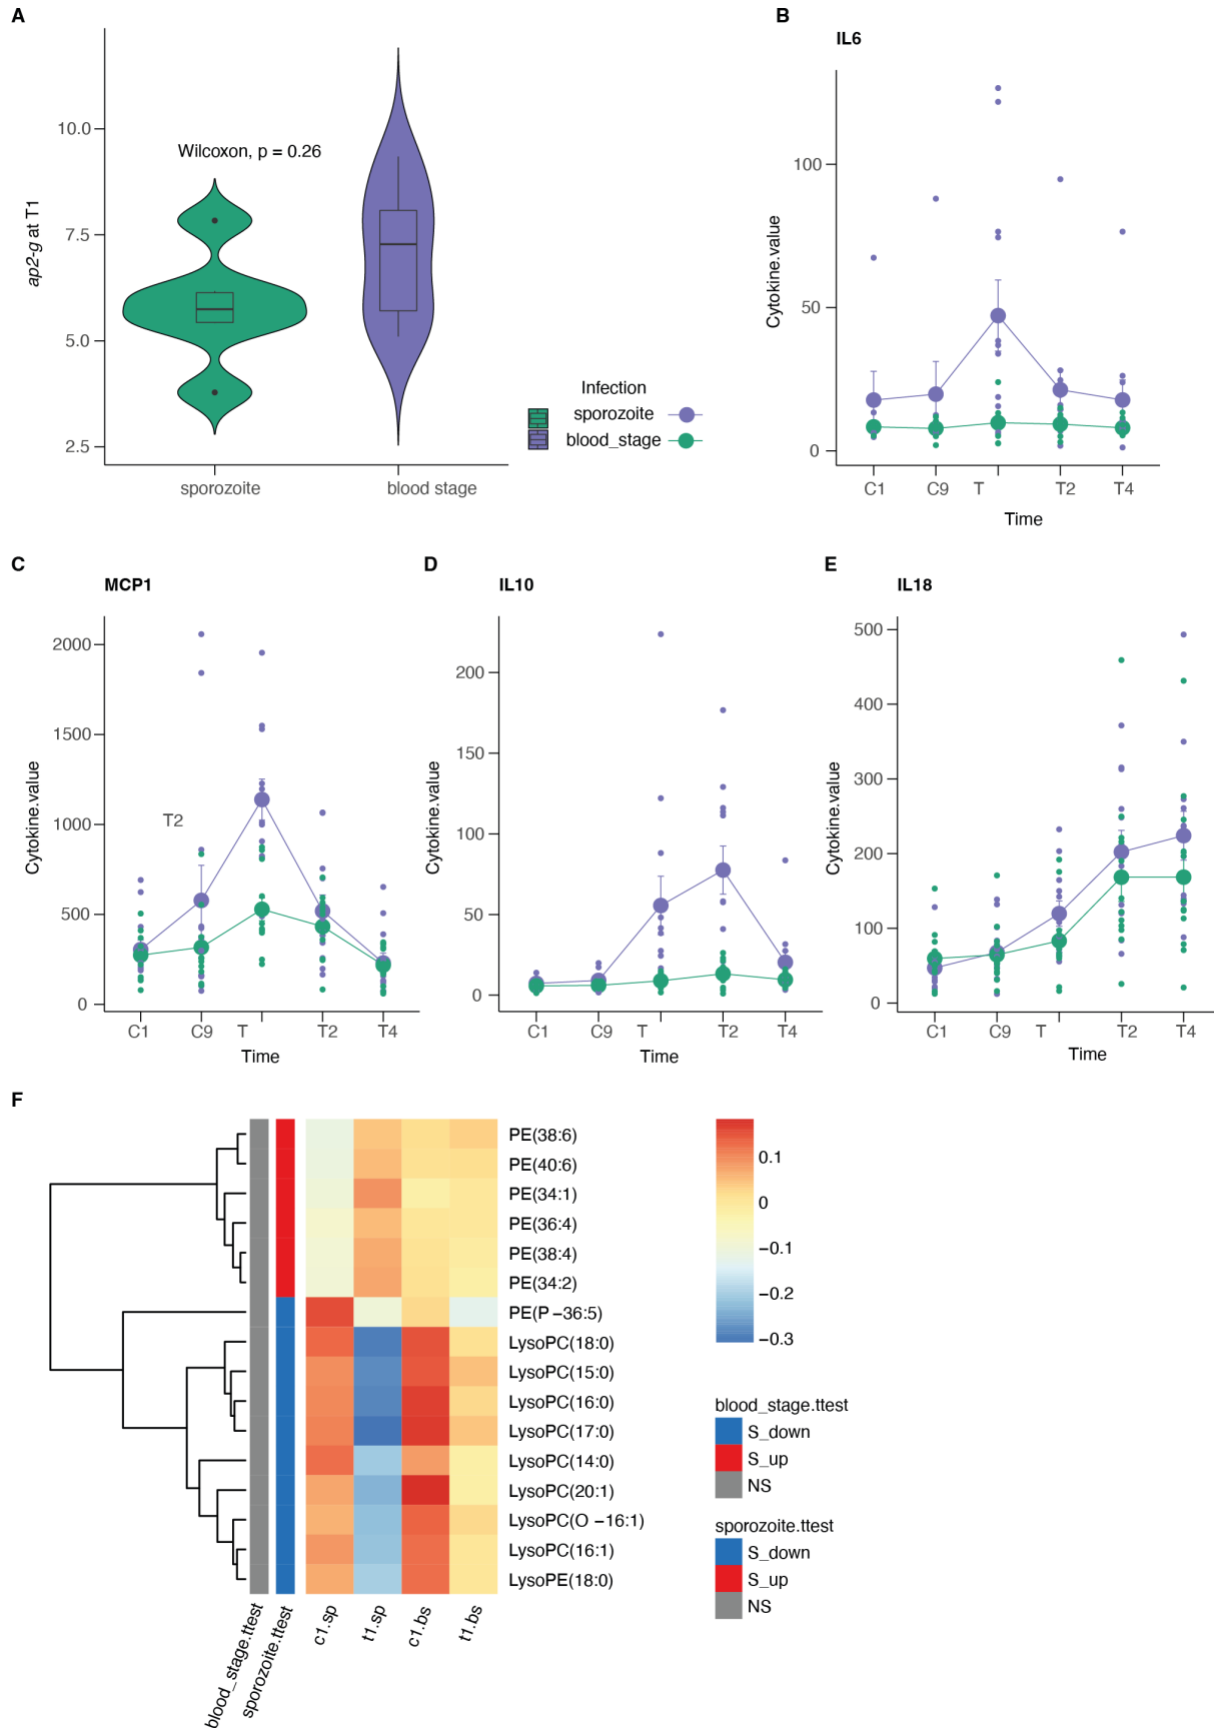 A
10.0
7.5
5.0
2.5
ap2-g at T1
Wilcoxon, p = 0.26
sporozoite
blood stage
Infection
sporozoite
blood_stage
B
IL6
100
50
0
Cytokine.value
C1 C9 T T2 T4
Time
C
MCP1
2000
1500
1000
500
0
Cytokine.value
T2
C1 C9 T T2 T4
Time
D
IL10
200
150
100
50
0
Cytokine.value
C1 C9 T T2 T4
Time
E
IL18
500
400
300
200
100
0
Cytokine.value
C1 C9 T T2 T4
Time
F
PE(38:6)
PE(40:6)
PE(34:1)
PE(36:4)
PE(38:4)
PE(34:2)
PE(P −36:5)
LysoPC(18:0)
LysoPC(15:0)
LysoPC(16:0)
LysoPC(17:0)
LysoPC(14:0)
LysoPC(20:1)
LysoPC(O −16:1)
LysoPC(16:1)
LysoPE(18:0)
blood_stage.ttest
sporozoite.ttest
c1.sp
t1.sp
c1.bs
t1.bs
0.1
0
−0.1
−0.2
−0.3
blood_stage.ttest
S_down
S_up
NS
sporozoite.ttest
S_down
S_up
NS